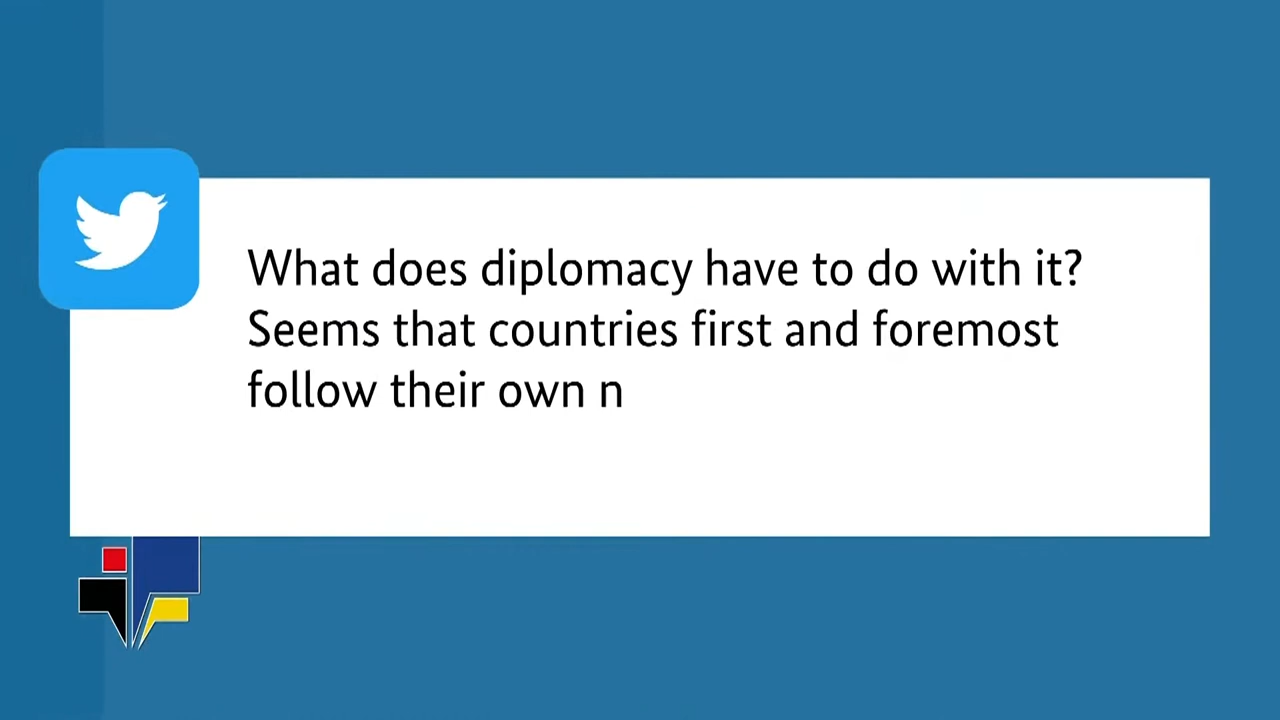 What does diplomacy have to do with it?
Seems that countries first and foremost
follow their own n